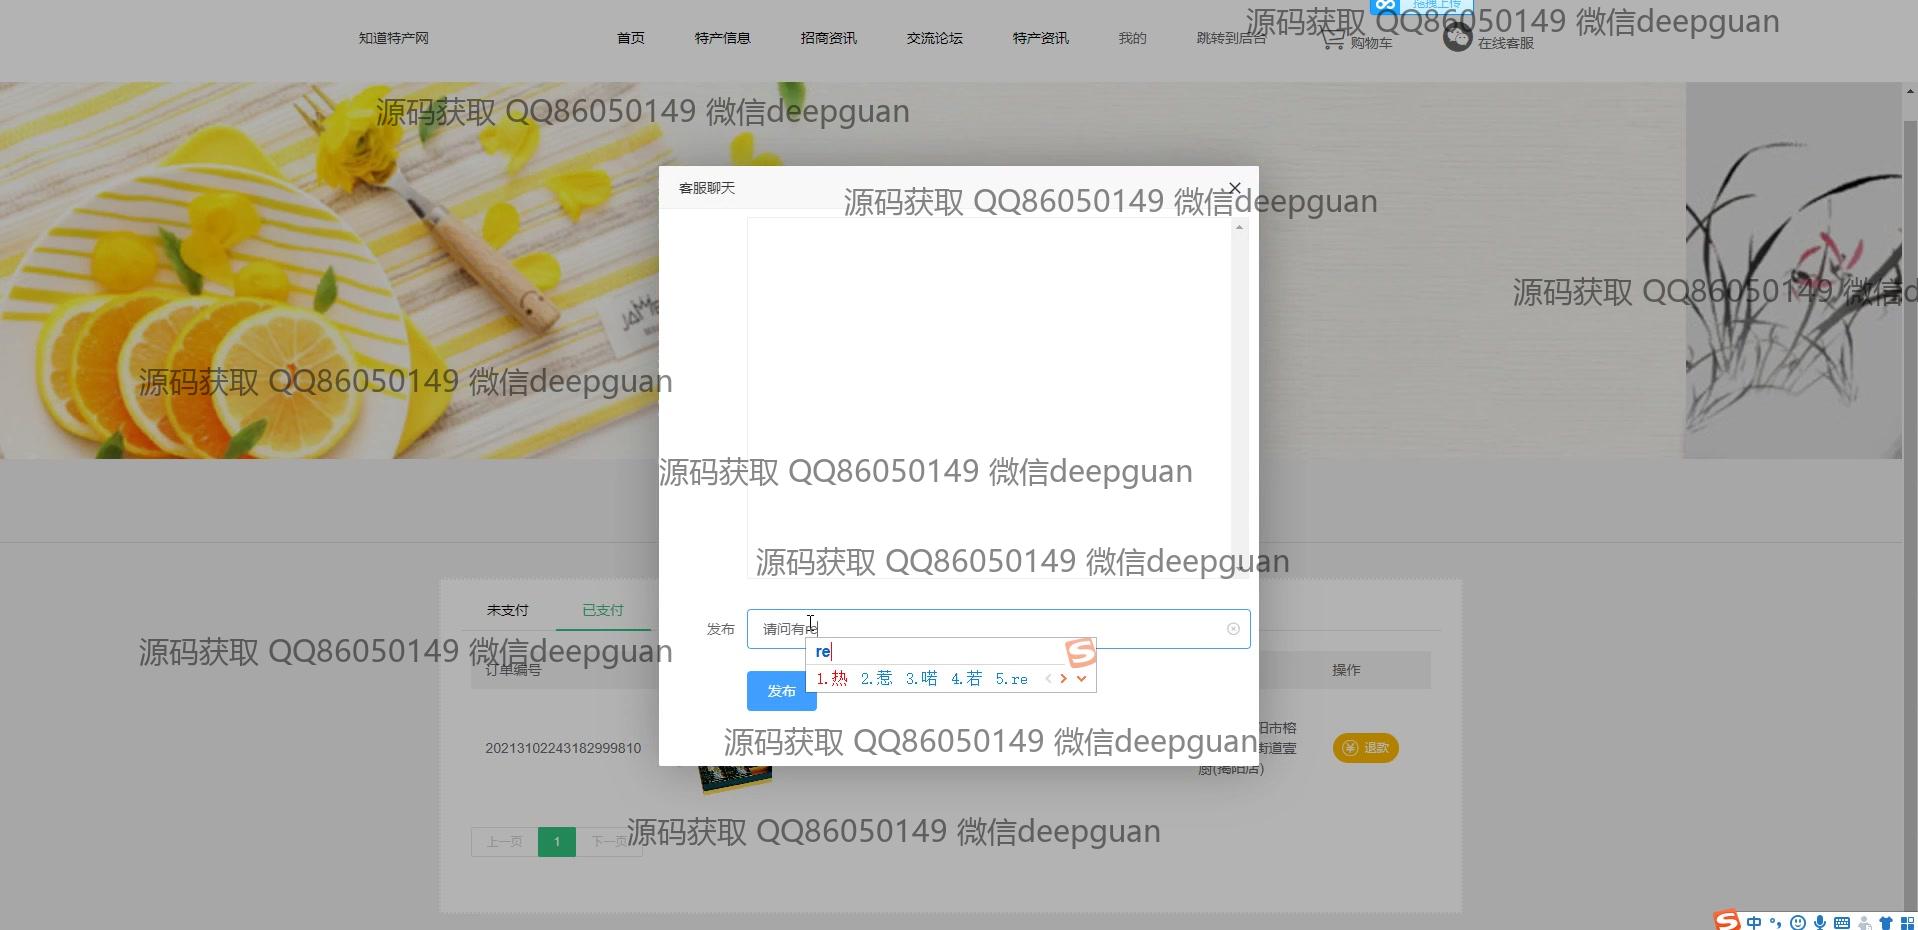 拖拽上传
源码获取 QQ86050149 微信deepguan
知道特产网
首页
特产信息
招商资讯
交流论坛
特产资讯
我的
跳转到后台
购物车
在线客服
源码获取 QQ86050149 微信deepguan
客服聊天
源码获取 QQ86050149 微信deepguan
源码获取 QQ86050149 微信d
源码获取 QQ86050149 微信deepguan
源码获取 QQ86050149 微信deepguan
源码获取 QQ86050149 微信deepguan
未支付
已支付
发布
请问有re
re
1.热 2.惹 3.喏 4.若 5.re
源码获取 QQ86050149 微信deepguan
订单编号
操作
发布
源码获取 QQ86050149 微信deepguan
20213102243182999810
阳市榕
街道壹
厨(揭阳店)
退款
上一页
1
下一页
源码获取 QQ86050149 微信deepguan
中